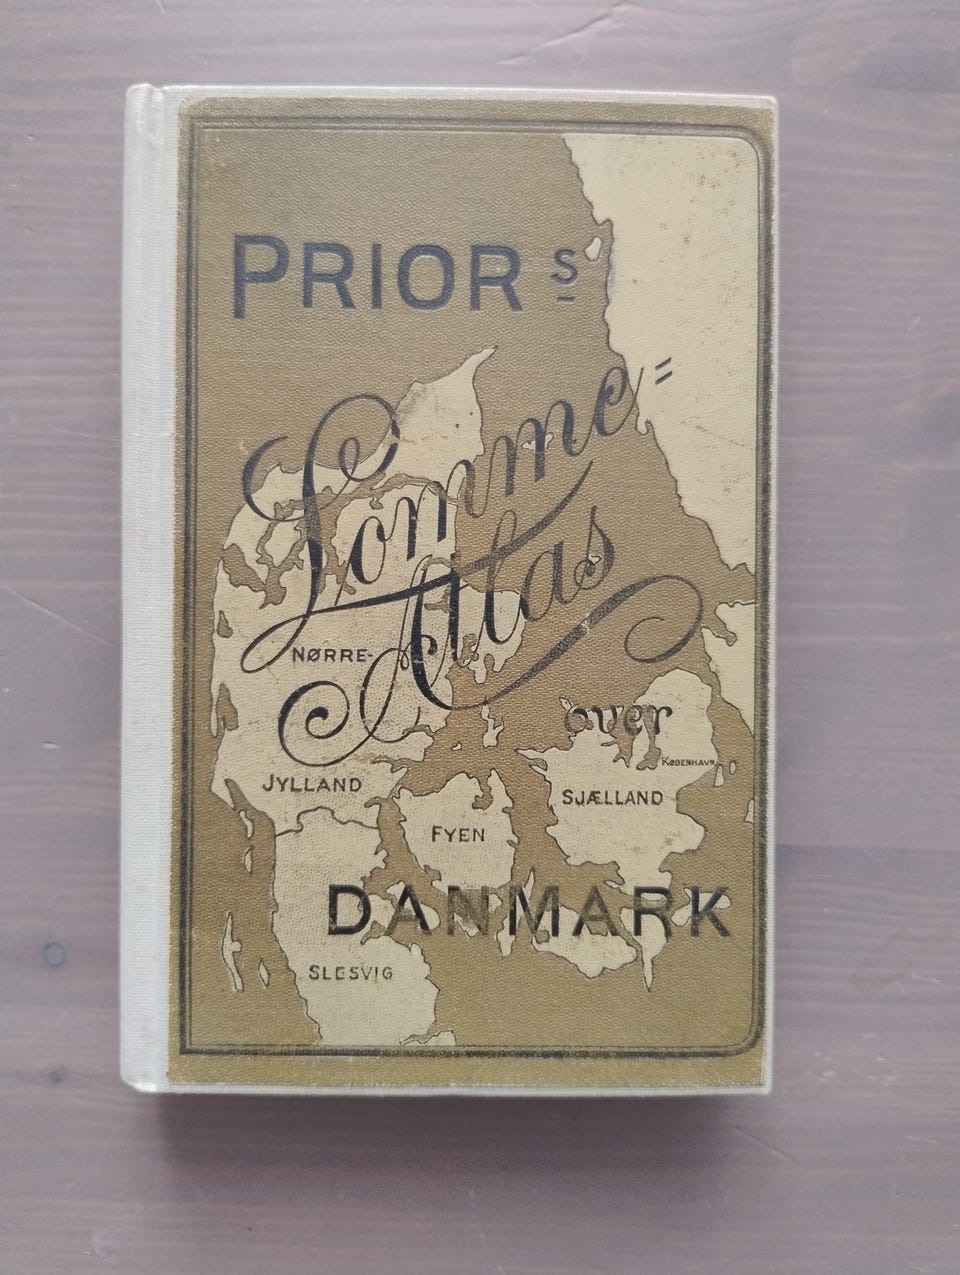 PRIORS
Lomme=
Atlas
NØRRE-
over
KØBENHAVN
JYLLAND
SJÆLLAND
FYEN
DANMARK
SLESVIG